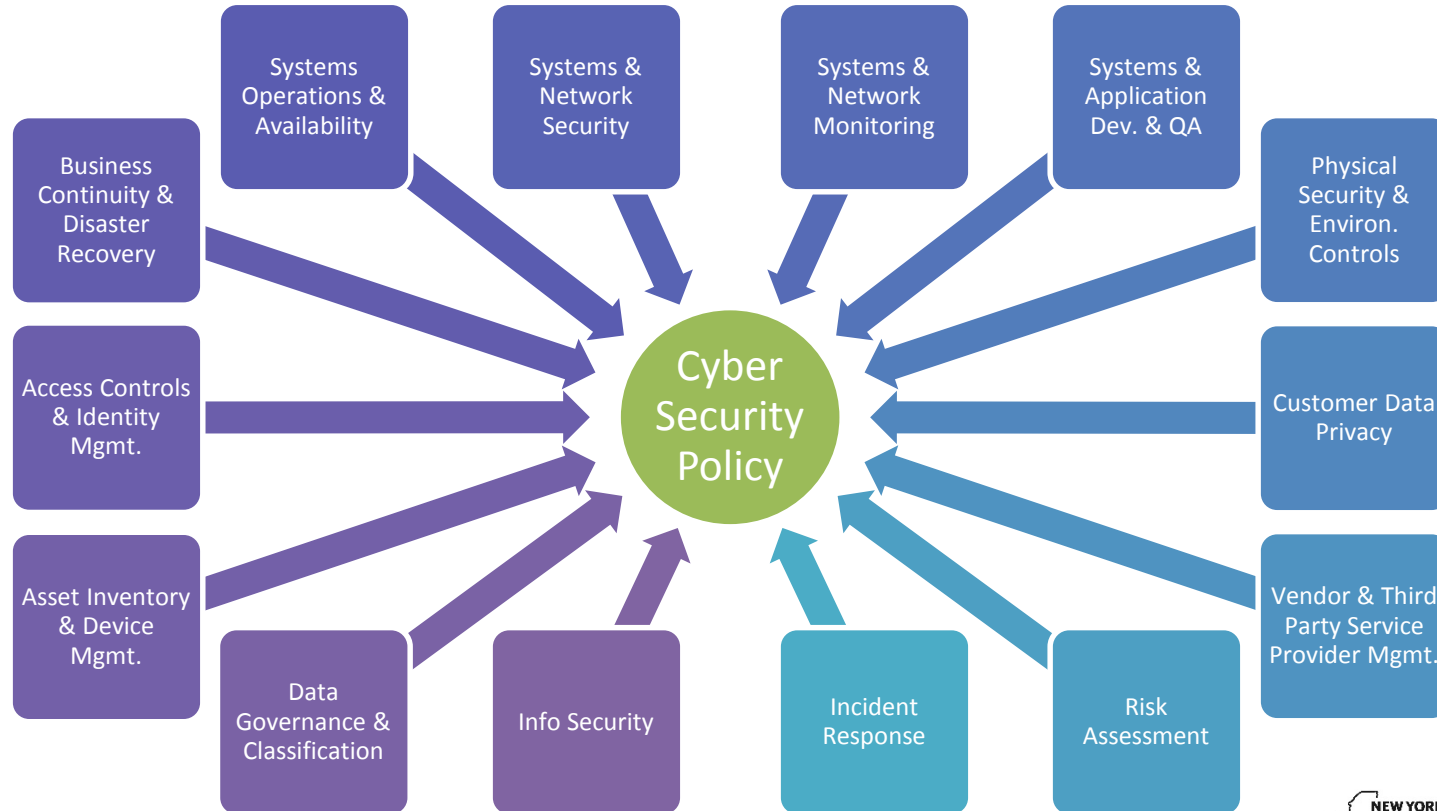 Systems
Operations &
Availability
Systems &
Network
Security
Systems &
Network
Monitoring
Systems &
Application
Dev. & QA
Business
Continuity &
Disaster
Recovery
Physical
Security &
Environ.
Controls
Access Controls
& Identity
Mgmt.
Cyber
Security
Policy
Customer Data
Privacy
Asset Inventory
& Device
Mgmt.
Vendor & Third
Party Service
Provider Mgmt.
Data
Governance &
Classification
Info Security
Incident
Response
Risk
Assessment
NEW YORK